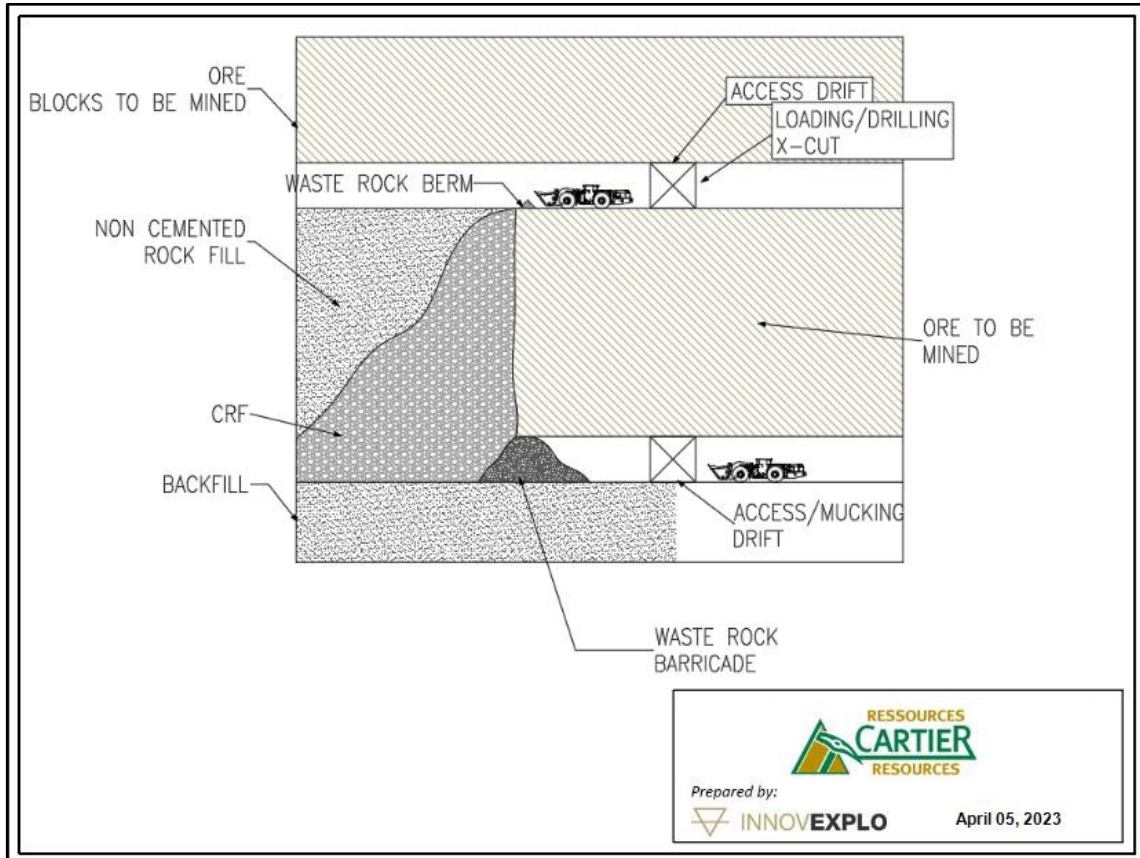 ORE
BLOCKS TO BE MINED
ACCESS DRIFT
LOADING/DRILLING
X-CUT
WASTE ROCK BERM
NON CEMENTED
ROCK FILL
ORE TO BE
MINED
CRF
BACKFILL
ACCESS/MUCKING
DRIFT
WASTE ROCK
BARRICADE
RESSOURCES
CARTIER
RESOURCES
Prepared by:
INNOVEXPLO
April 05, 2023